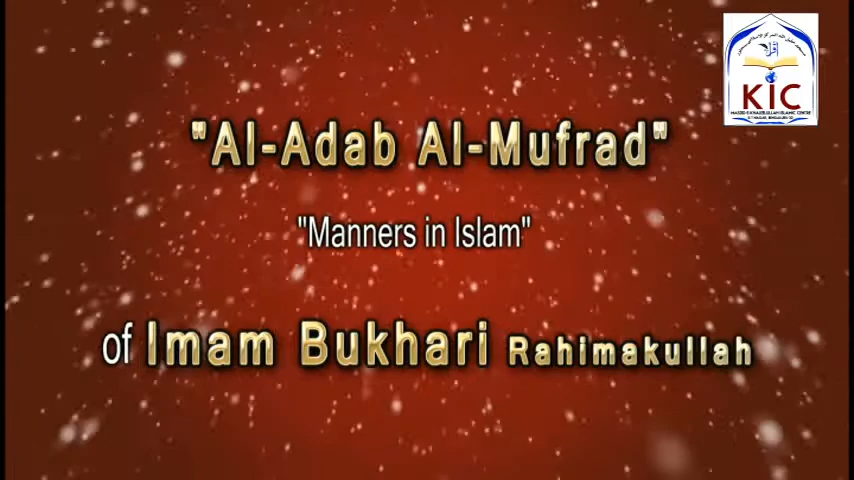 "Al-Adab Al-Mufrad"
"Manners in Islam"
of Imam Bukhari Rahimakullah
KIC